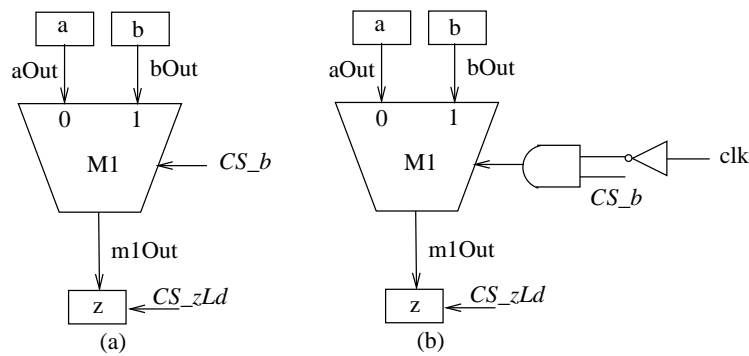 a
b
aOut
bOut
0
1
M1
CS_b
m1Out
z
CS_zLd
(a)
a
b
aOut
bOut
0
1
M1
clk
CS_b
m1Out
z
CS_zLd
(b)